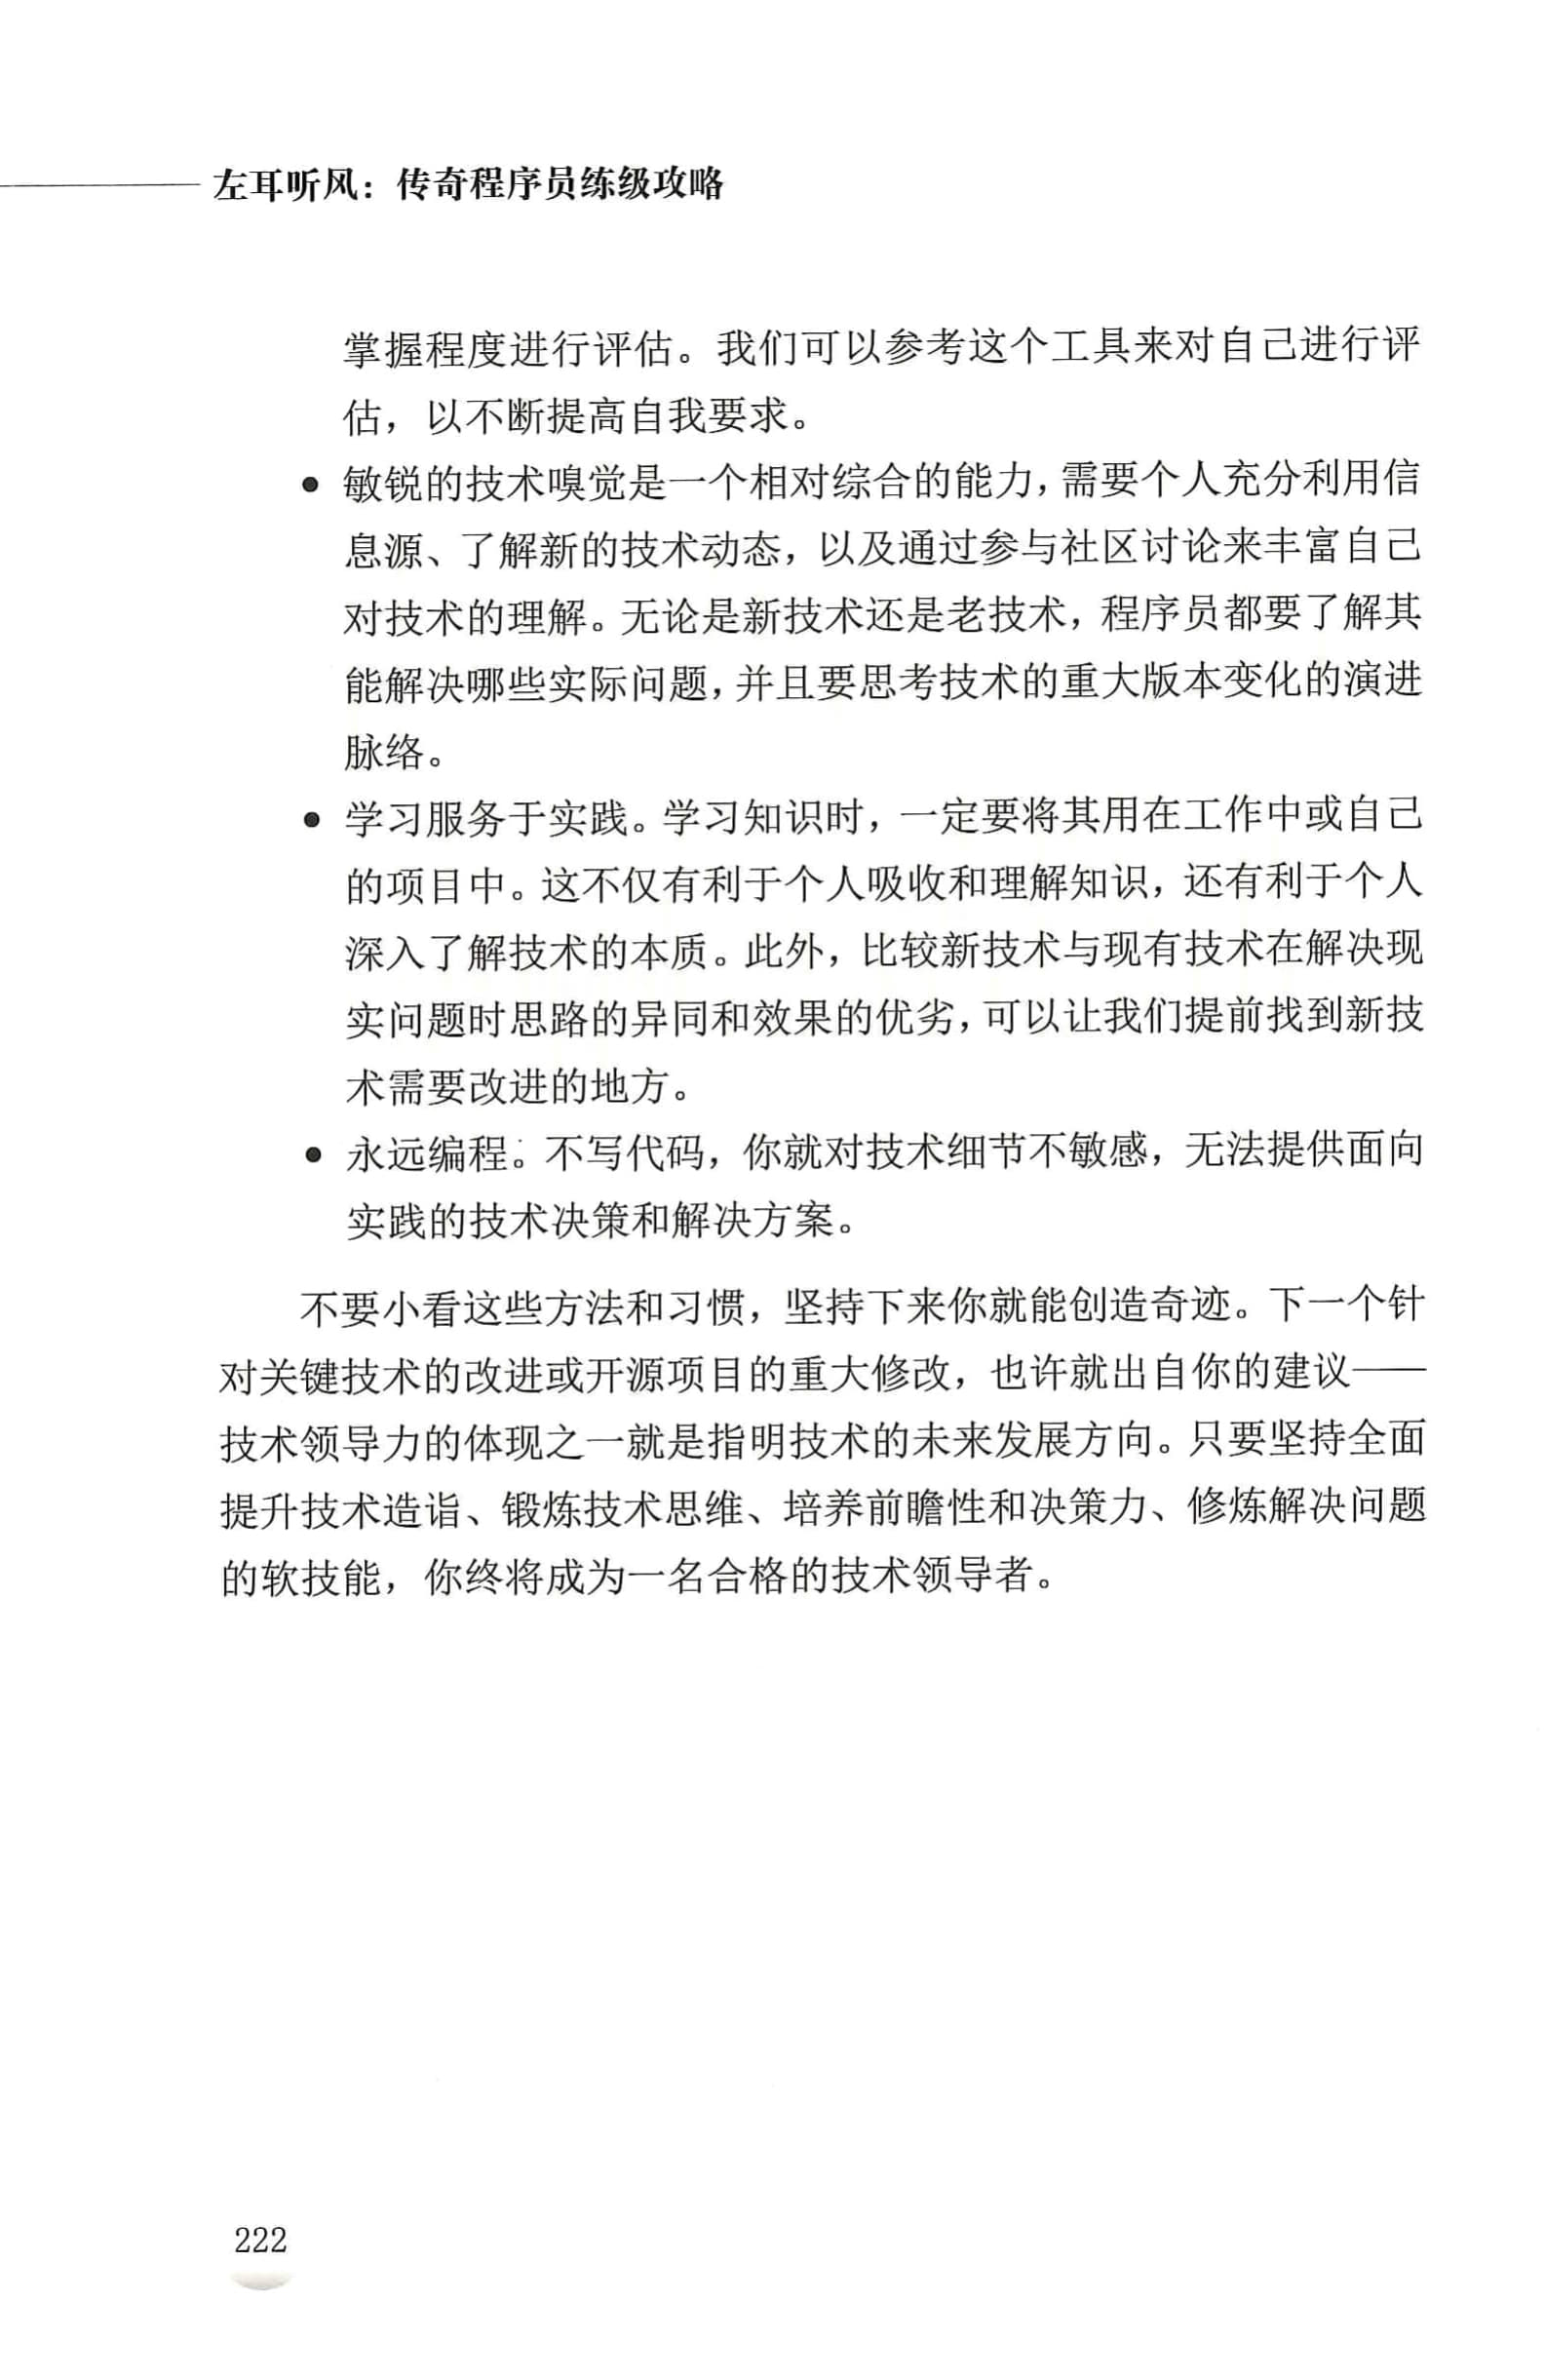 左耳听风：传奇程序员练级攻略
掌握程度进行评估。我们可以参考这个工具来对自己进行评
估，以不断提高自我要求。
● 敏锐的技术嗅觉是一个相对综合的能力，需要个人充分利用信
息源、了解新的技术动态，以及通过参与社区讨论来丰富自己
对技术的理解。无论是新技术还是老技术，程序员都要了解其
能解决哪些实际问题，并且要思考技术的重大版本变化的演进
脉络。
● 学习服务于实践。学习知识时，一定要将其用在工作中或自己
的项目中。这不仅有利于个人吸收和理解知识，还有利于个人
深入了解技术的本质。此外，比较新技术与现有技术在解决现
实问题时思路的异同和效果的优劣，可以让我们提前找到新技
术需要改进的地方。
● 永远编程。不写代码，你就对技术细节不敏感，无法提供面向
实践的技术决策和解决方案。
不要小看这些方法和习惯，坚持下来你就能创造奇迹。下一个针
对关键技术的改进或开源项目的重大修改，也许就出自你的建议——
技术领导力的体现之一就是指明技术的未来发展方向。只要坚持全面
提升技术造诣、锻炼技术思维、培养前瞻性和决策力、修炼解决问题
的软技能，你终将成为一名合格的技术领导者。
222